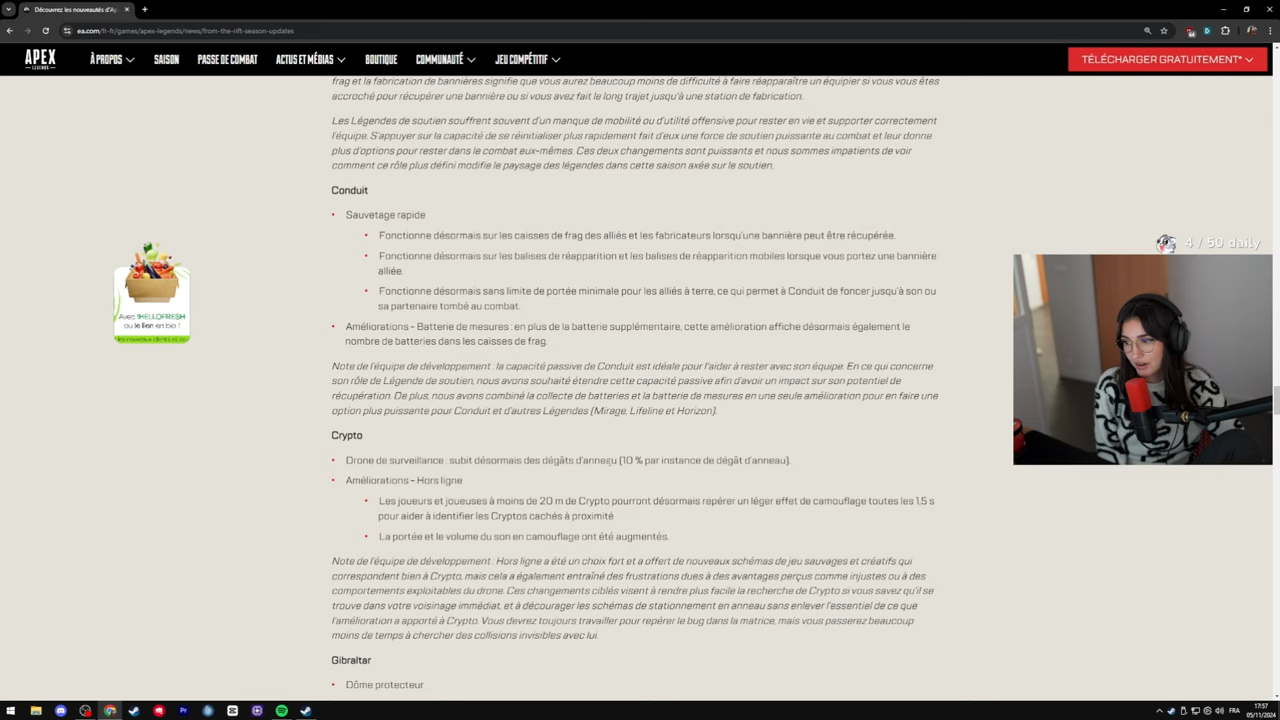 Découvrez les nouveautés d'Ap
ea.com/fr-fr/games/apex-legends/news/from-the-rift-season-updates
APEX
LEGENDS
À PROPOS
SAISON
PASSE DE COMBAT
ACTUS ET MÉDIAS
BOUTIQUE
COMMUNAUTÉ
JEU COMPÉTITIF
TÉLÉCHARGER GRATUITEMENT*
frag et la fabrication de bannières signifie que vous aurez beaucoup moins de difficulté à faire réapparaître un équipier si vous vous êtes
accroché pour récupérer une bannière ou si vous avez fait le long trajet jusqu'à une station de fabrication.
Les Légendes de soutien souffrent souvent d'un manque de mobilité ou d'utilité offensive pour rester en vie et supporter correctement
l'équipe. S'appuyer sur la capacité de se réinitialiser plus rapidement fait d'eux une force de soutien puissante au combat et leur donne
plus d'options pour rester dans le combat eux-mêmes. Ces deux changements sont puissants et nous sommes impatients de voir
comment ce rôle plus défini modifie le paysage des légendes dans cette saison axée sur le soutien.
Conduit
• Sauvetage rapide
• Fonctionne désormais sur les caisses de frag des alliés et les fabricateurs lorsqu'une bannière peut être récupérée.
• Fonctionne désormais sur les balises de réapparition et les balises de réapparition mobiles lorsque vous portez une bannière
alliée.
• Fonctionne désormais sans limite de portée minimale pour les alliés à terre, ce qui permet à Conduit de foncer jusqu'à son ou
sa partenaire tombé au combat.
• Améliorations – Batterie de mesures : en plus de la batterie supplémentaire, cette amélioration affiche désormais également le
nombre de batteries dans les caisses de frag.
Note de l'équipe de développement : la capacité passive de Conduit est idéale pour l'aider à rester avec son équipe. En ce qui concerne
son rôle de Légende de soutien, nous avons souhaité étendre cette capacité passive afin d'avoir un impact sur son potentiel de
récupération. De plus, nous avons combiné la collecte de batteries et la batterie de mesures en une seule amélioration pour en faire une
option plus puissante pour Conduit et d'autres Légendes (Mirage, Lifeline et Horizon).
Crypto
• Drone de surveillance : subit désormais des dégâts d'anneau (10 % par instance de dégât d'anneau).
• Améliorations – Hors ligne
• Les joueurs et joueuses à moins de 20 m de Crypto pourront désormais repérer un léger effet de camouflage toutes les 1,5 s
pour aider à identifier les Cryptos cachés à proximité
• La portée et le volume du son en camouflage ont été augmentés.
Note de l'équipe de développement : Hors ligne a été un choix fort et a offert de nouveaux schémas de jeu sauvages et créatifs qui
correspondent bien à Crypto, mais cela a également entraîné des frustrations dues à des avantages perçus comme injustes ou à des
comportements exploitables du drone. Ces changements ciblés visent à rendre plus facile la recherche de Crypto si vous savez qu'il se
trouve dans votre voisinage immédiat, et à décourager les schémas de stationnement en anneau sans enlever l'essentiel de ce que
l'amélioration a apporté à Crypto. Vous devrez toujours travailler pour repérer le bug dans la matrice, mais vous passerez beaucoup
moins de temps à chercher des collisions invisibles avec lui.
Gibraltar
• Dôme protecteur
Avec !HELLOFRESH
ou le lien en bio !
4 / 50 daily
FRA
17:57
05/11/2024